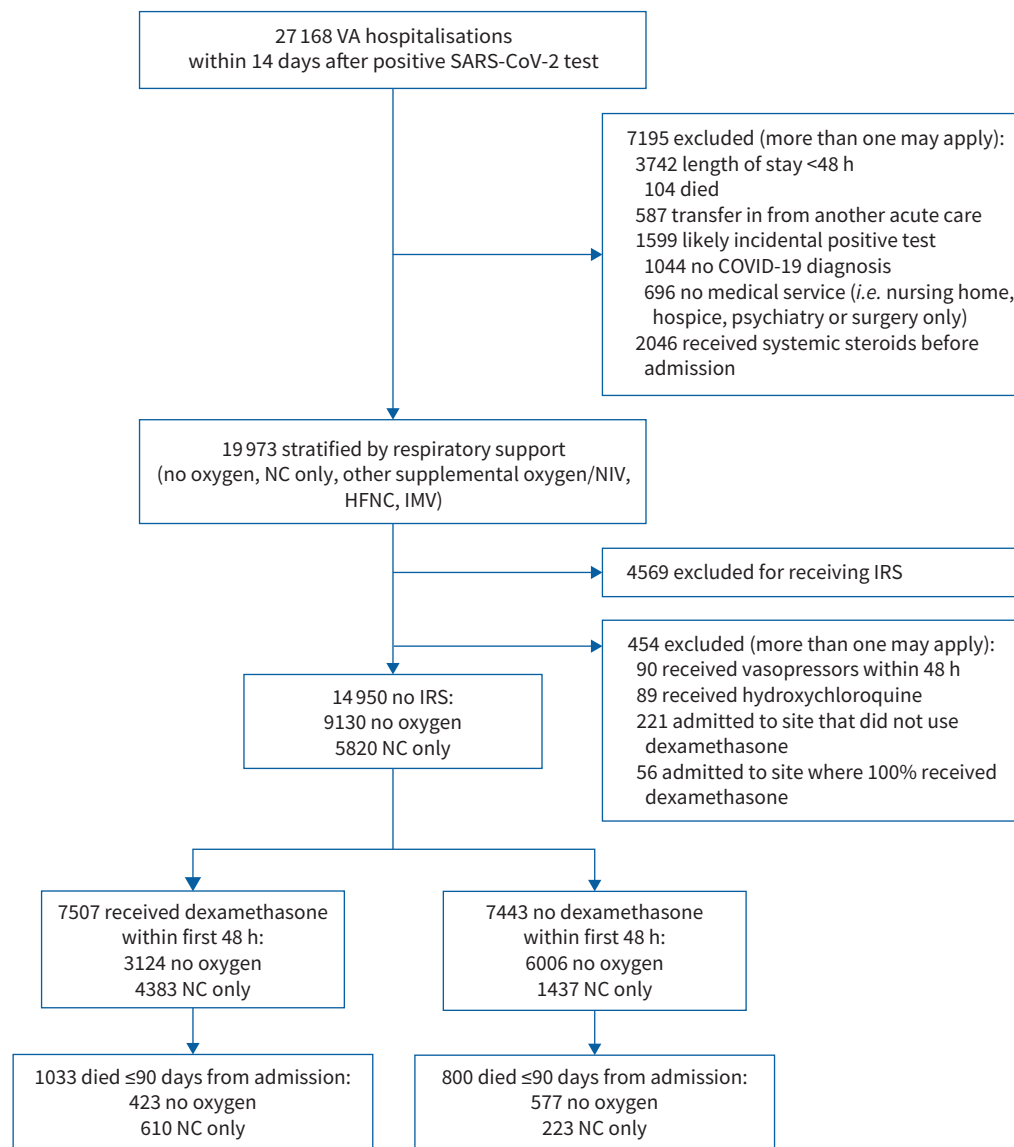 27 168 VA hospitalisations
within 14 days after positive SARS-CoV-2 test
7195 excluded (more than one may apply):
3742 length of stay <48 h
104 died
587 transfer in from another acute care
1599 likely incidental positive test
1044 no COVID-19 diagnosis
696 no medical service (i.e. nursing home,
hospice, psychiatry or surgery only)
2046 received systemic steroids before
admission
19 973 stratified by respiratory support
(no oxygen, NC only, other supplemental oxygen/NIV,
HFNC, IMV)
4569 excluded for receiving IRS
454 excluded (more than one may apply):
90 received vasopressors within 48 h
89 received hydroxychloroquine
221 admitted to site that did not use
dexamethasone
56 admitted to site where 100% received
dexamethasone
14 950 no IRS:
9130 no oxygen
5820 NC only
7507 received dexamethasone
within first 48 h:
3124 no oxygen
4383 NC only
7443 no dexamethasone
within first 48 h:
6006 no oxygen
1437 NC only
1033 died ≤90 days from admission:
423 no oxygen
610 NC only
800 died ≤90 days from admission:
577 no oxygen
223 NC only